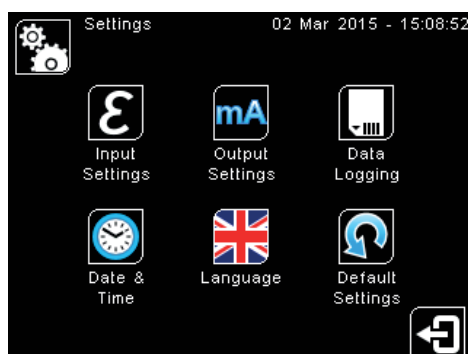 Settings 02 Mar 2015 - 15:08:52
ε mA
Input Output Data
Settings Settings Logging
Date & Language Default
Time Settings